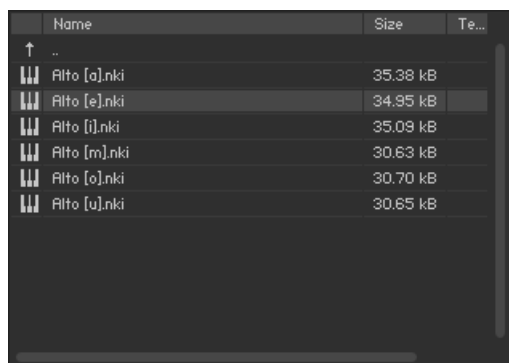 Name Size Te...
..
Alto [a].nki 35.38 kB
Alto [e].nki 34.95 kB
Alto [i].nki 35.09 kB
Alto [m].nki 30.63 kB
Alto [o].nki 30.70 kB
Alto [u].nki 30.65 kB